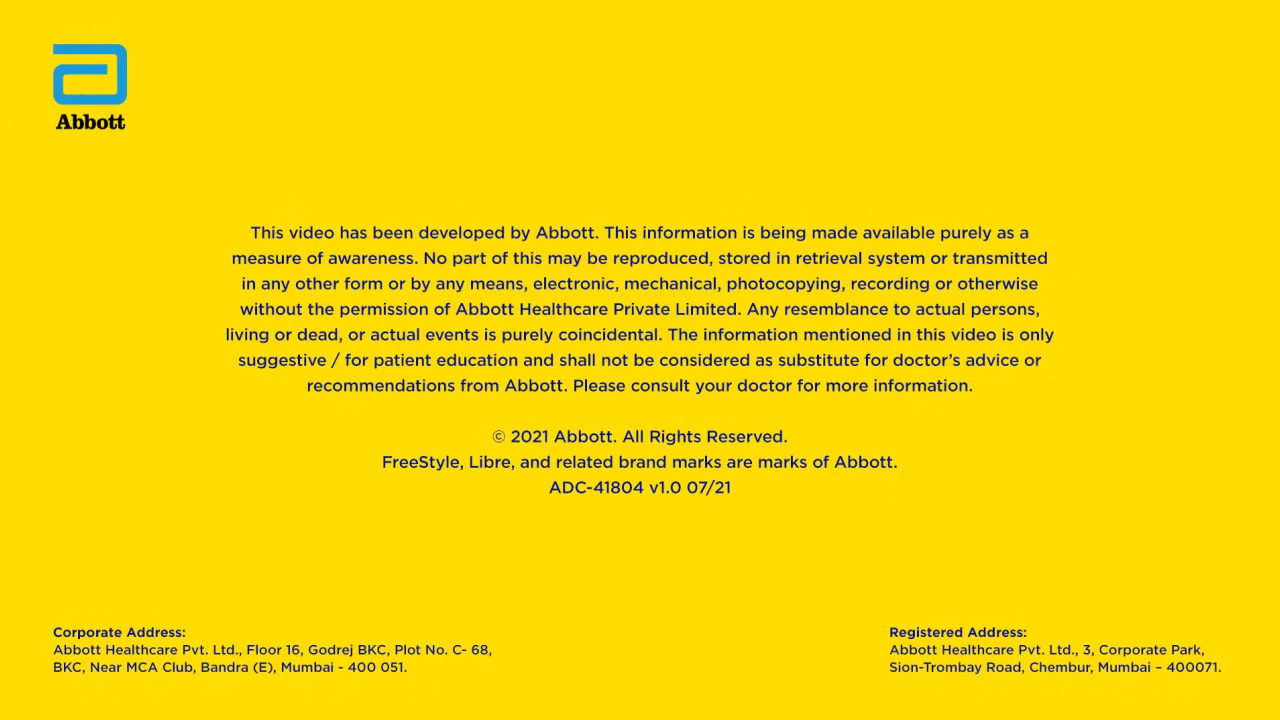 Abbott
This video has been developed by Abbott. This information is being made available purely as a
measure of awareness. No part of this may be reproduced, stored in retrieval system or transmitted
in any other form or by any means, electronic, mechanical, photocopying, recording or otherwise
without the permission of Abbott Healthcare Private Limited. Any resemblance to actual persons,
living or dead, or actual events is purely coincidental. The information mentioned in this video is only
suggestive / for patient education and shall not be considered as substitute for doctor’s advice or
recommendations from Abbott. Please consult your doctor for more information.
© 2021 Abbott. All Rights Reserved.
FreeStyle, Libre, and related brand marks are marks of Abbott.
ADC-41804 v1.0 07/21
Corporate Address:
Abbott Healthcare Pvt. Ltd., Floor 16, Godrej BKC, Plot No. C- 68,
BKC, Near MCA Club, Bandra (E), Mumbai - 400 051.
Registered Address:
Abbott Healthcare Pvt. Ltd., 3, Corporate Park,
Sion-Trombay Road, Chembur, Mumbai – 400071.